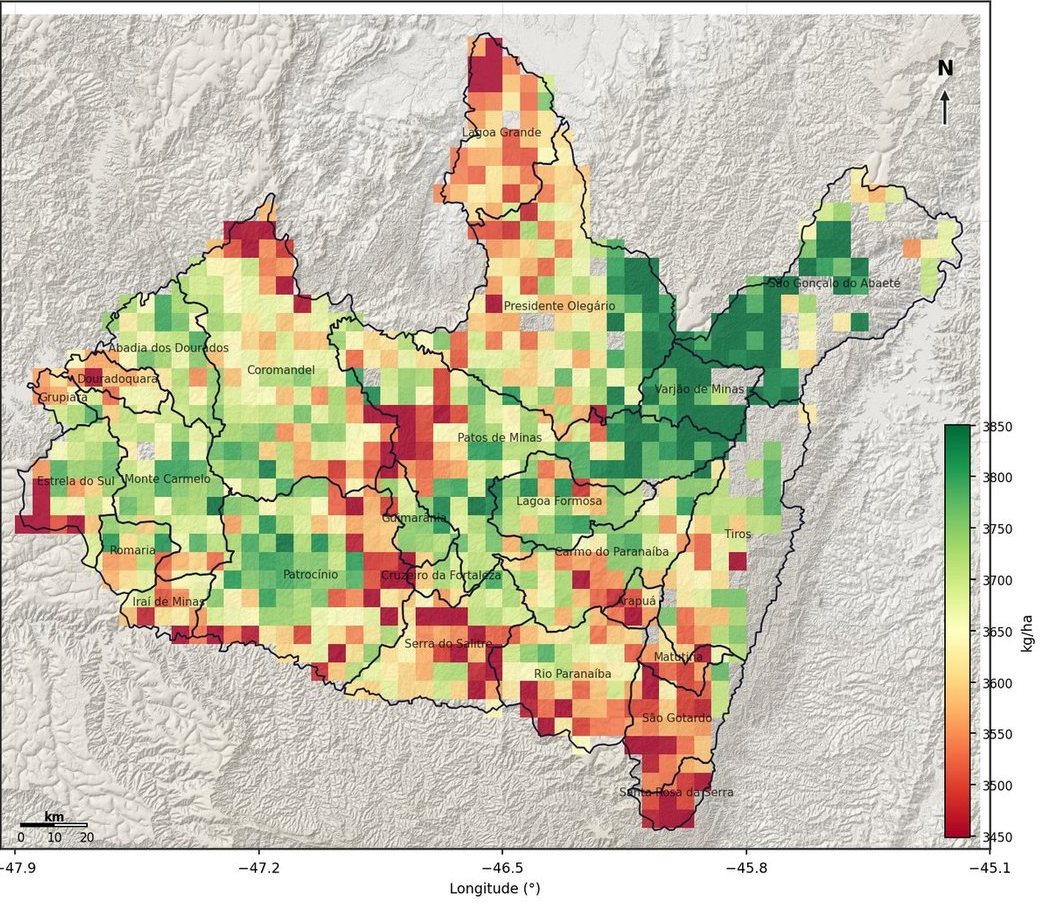 N
Lagoa Grande
São Gonçalo do Abaeté
Presidente Olegário
Abadia dos Dourados
Coromandel
Douradoquara
Varjão de Minas
Grupiara
Patos de Minas
Estrela do Sul
Monte Carmelo
Lagoa Formosa
Guimarânia
Tiros
Romaria
Carmo do Paranaíba
Patrocínio
Cruzeiro da Fortaleza
Iraí de Minas
Arapuá
Serra do Salitre
Matutina
Rio Paranaíba
São Gotardo
Santa Rosa da Serra
3850
3800
3750
3700
3650
3600
3550
3500
3450
kg/ha
km
0 10 20
−47.9 −47.2 −46.5 −45.8 −45.1
Longitude (°)